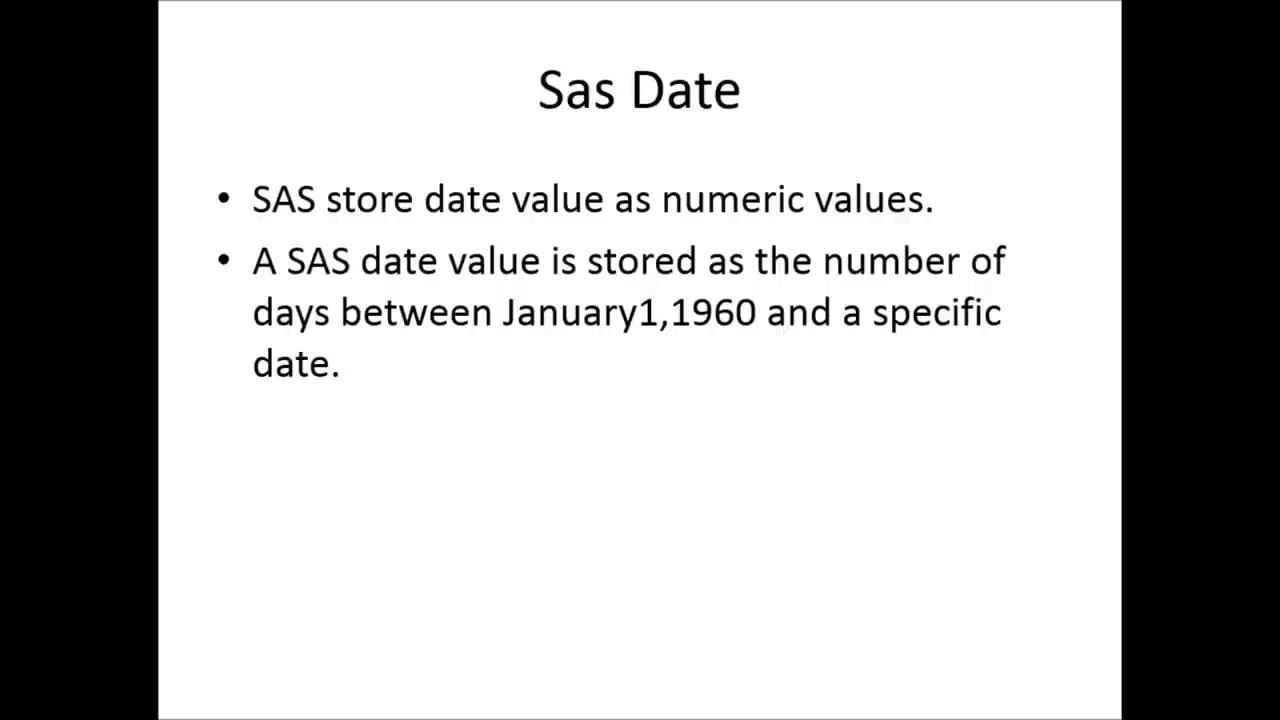 Sas Date
• SAS store date value as numeric values.
• A SAS date value is stored as the number of
days between January1,1960 and a specific
date.